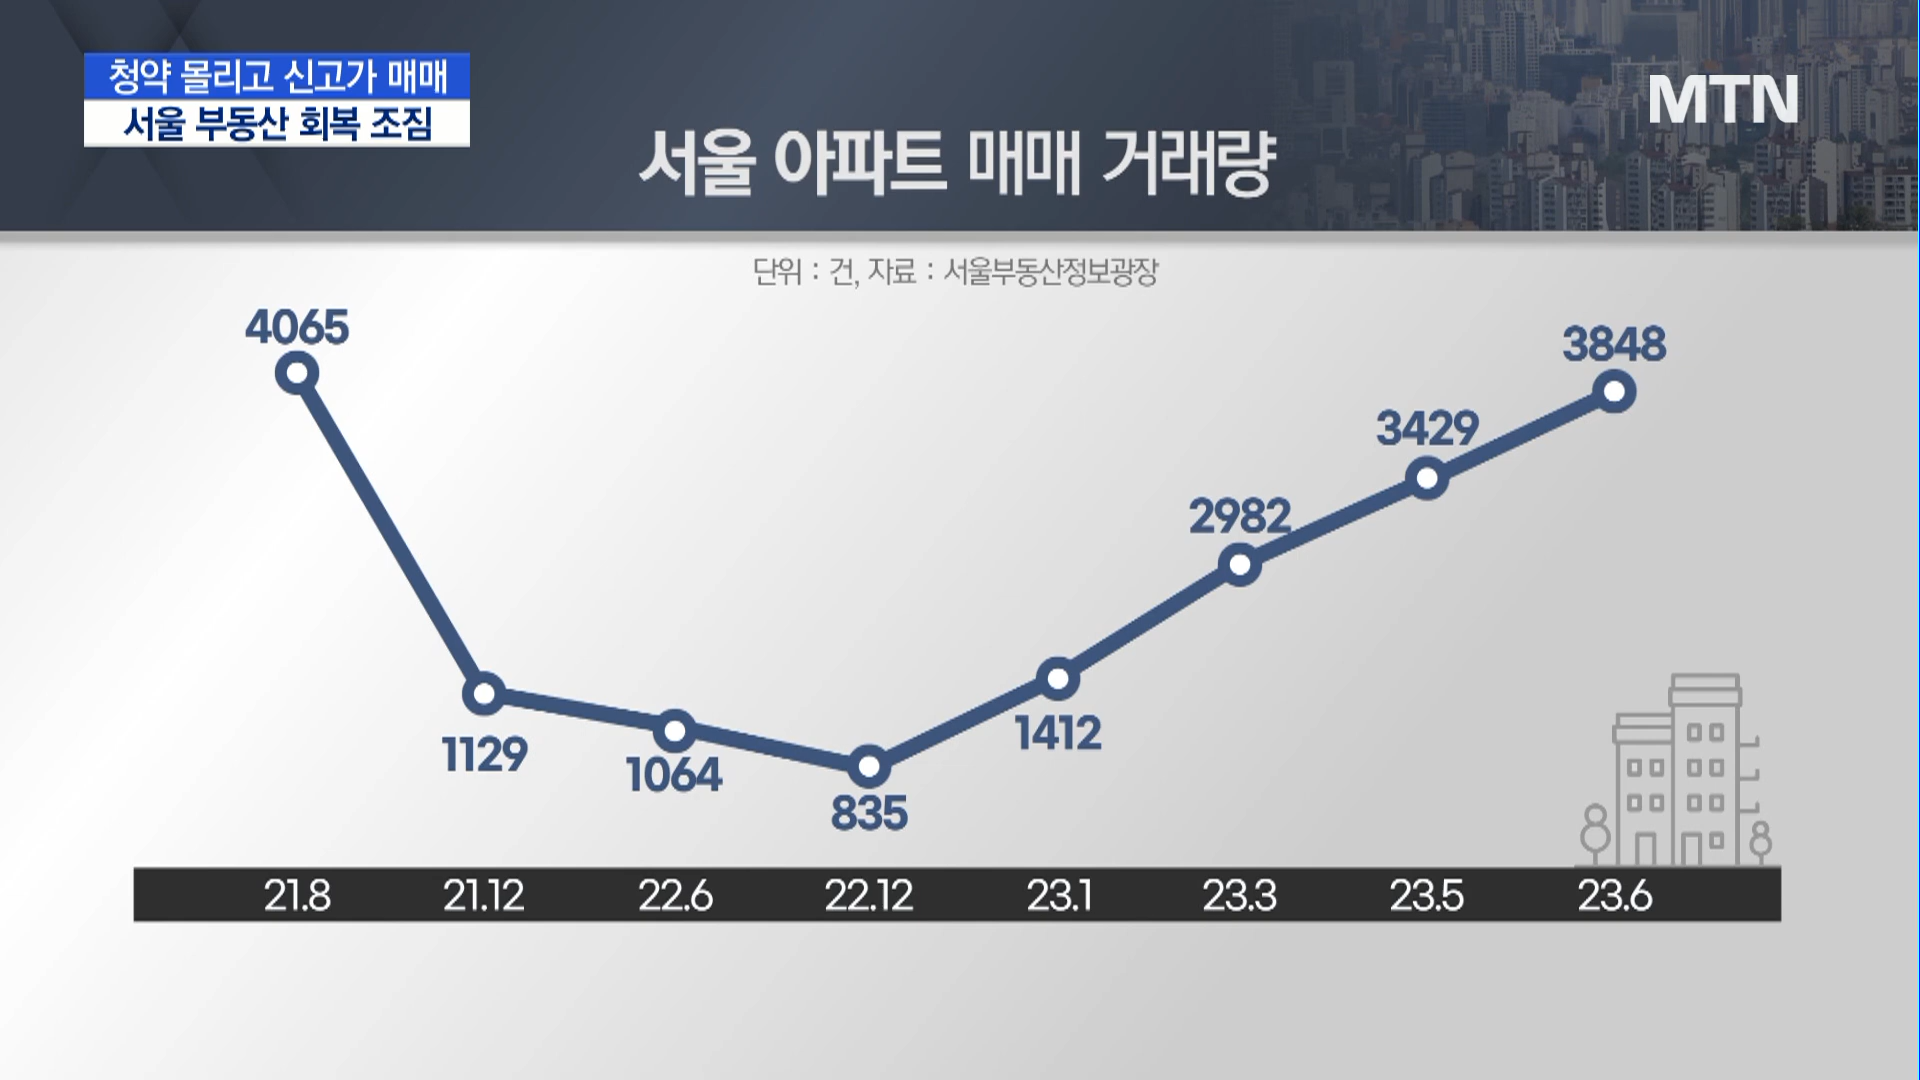 청약 몰리고 신고가 매매
서울 부동산 회복 조짐
MTN
서울 아파트 매매 거래량
단위 : 건, 자료 : 서울부동산정보광장
4065
1129
1064
835
1412
2982
3429
3848
21.8 21.12 22.6 22.12 23.1 23.3 23.5 23.6